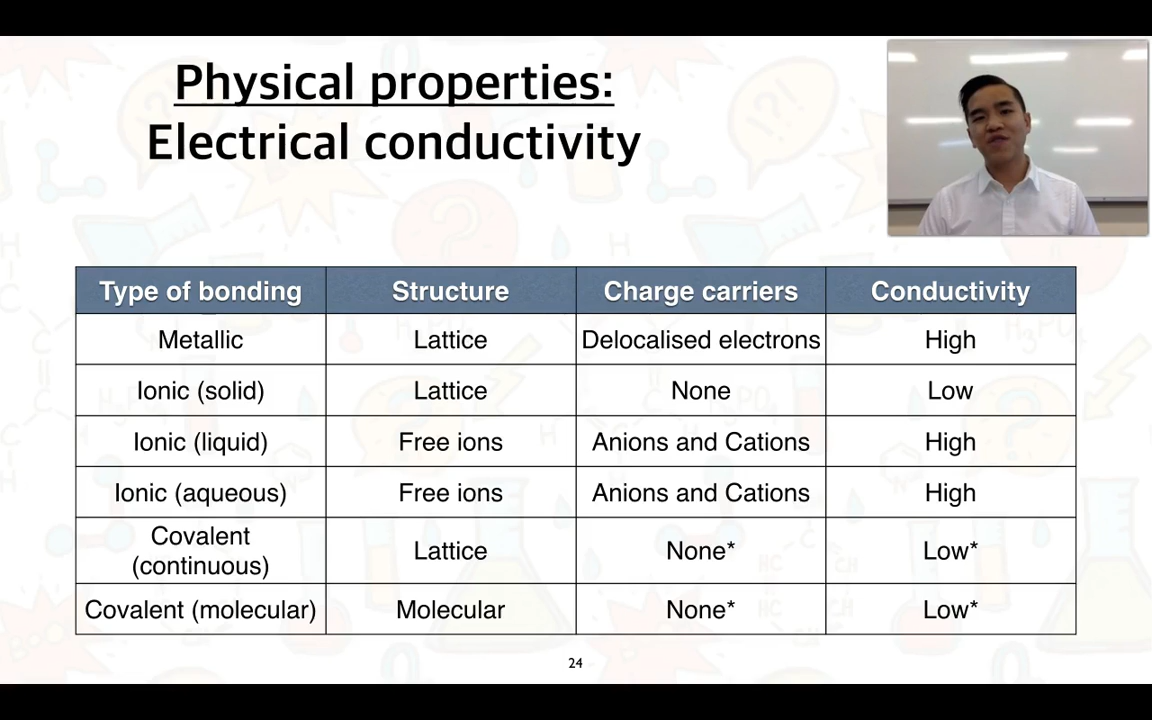 Physical properties:
Electrical conductivity
Type of bonding Structure Charge carriers Conductivity
Metallic Lattice Delocalised electrons High
Ionic (solid) Lattice None Low
Ionic (liquid) Free ions Anions and Cations High
Ionic (aqueous) Free ions Anions and Cations High
Covalent
(continuous) Lattice None* Low*
Covalent (molecular) Molecular None* Low*
24